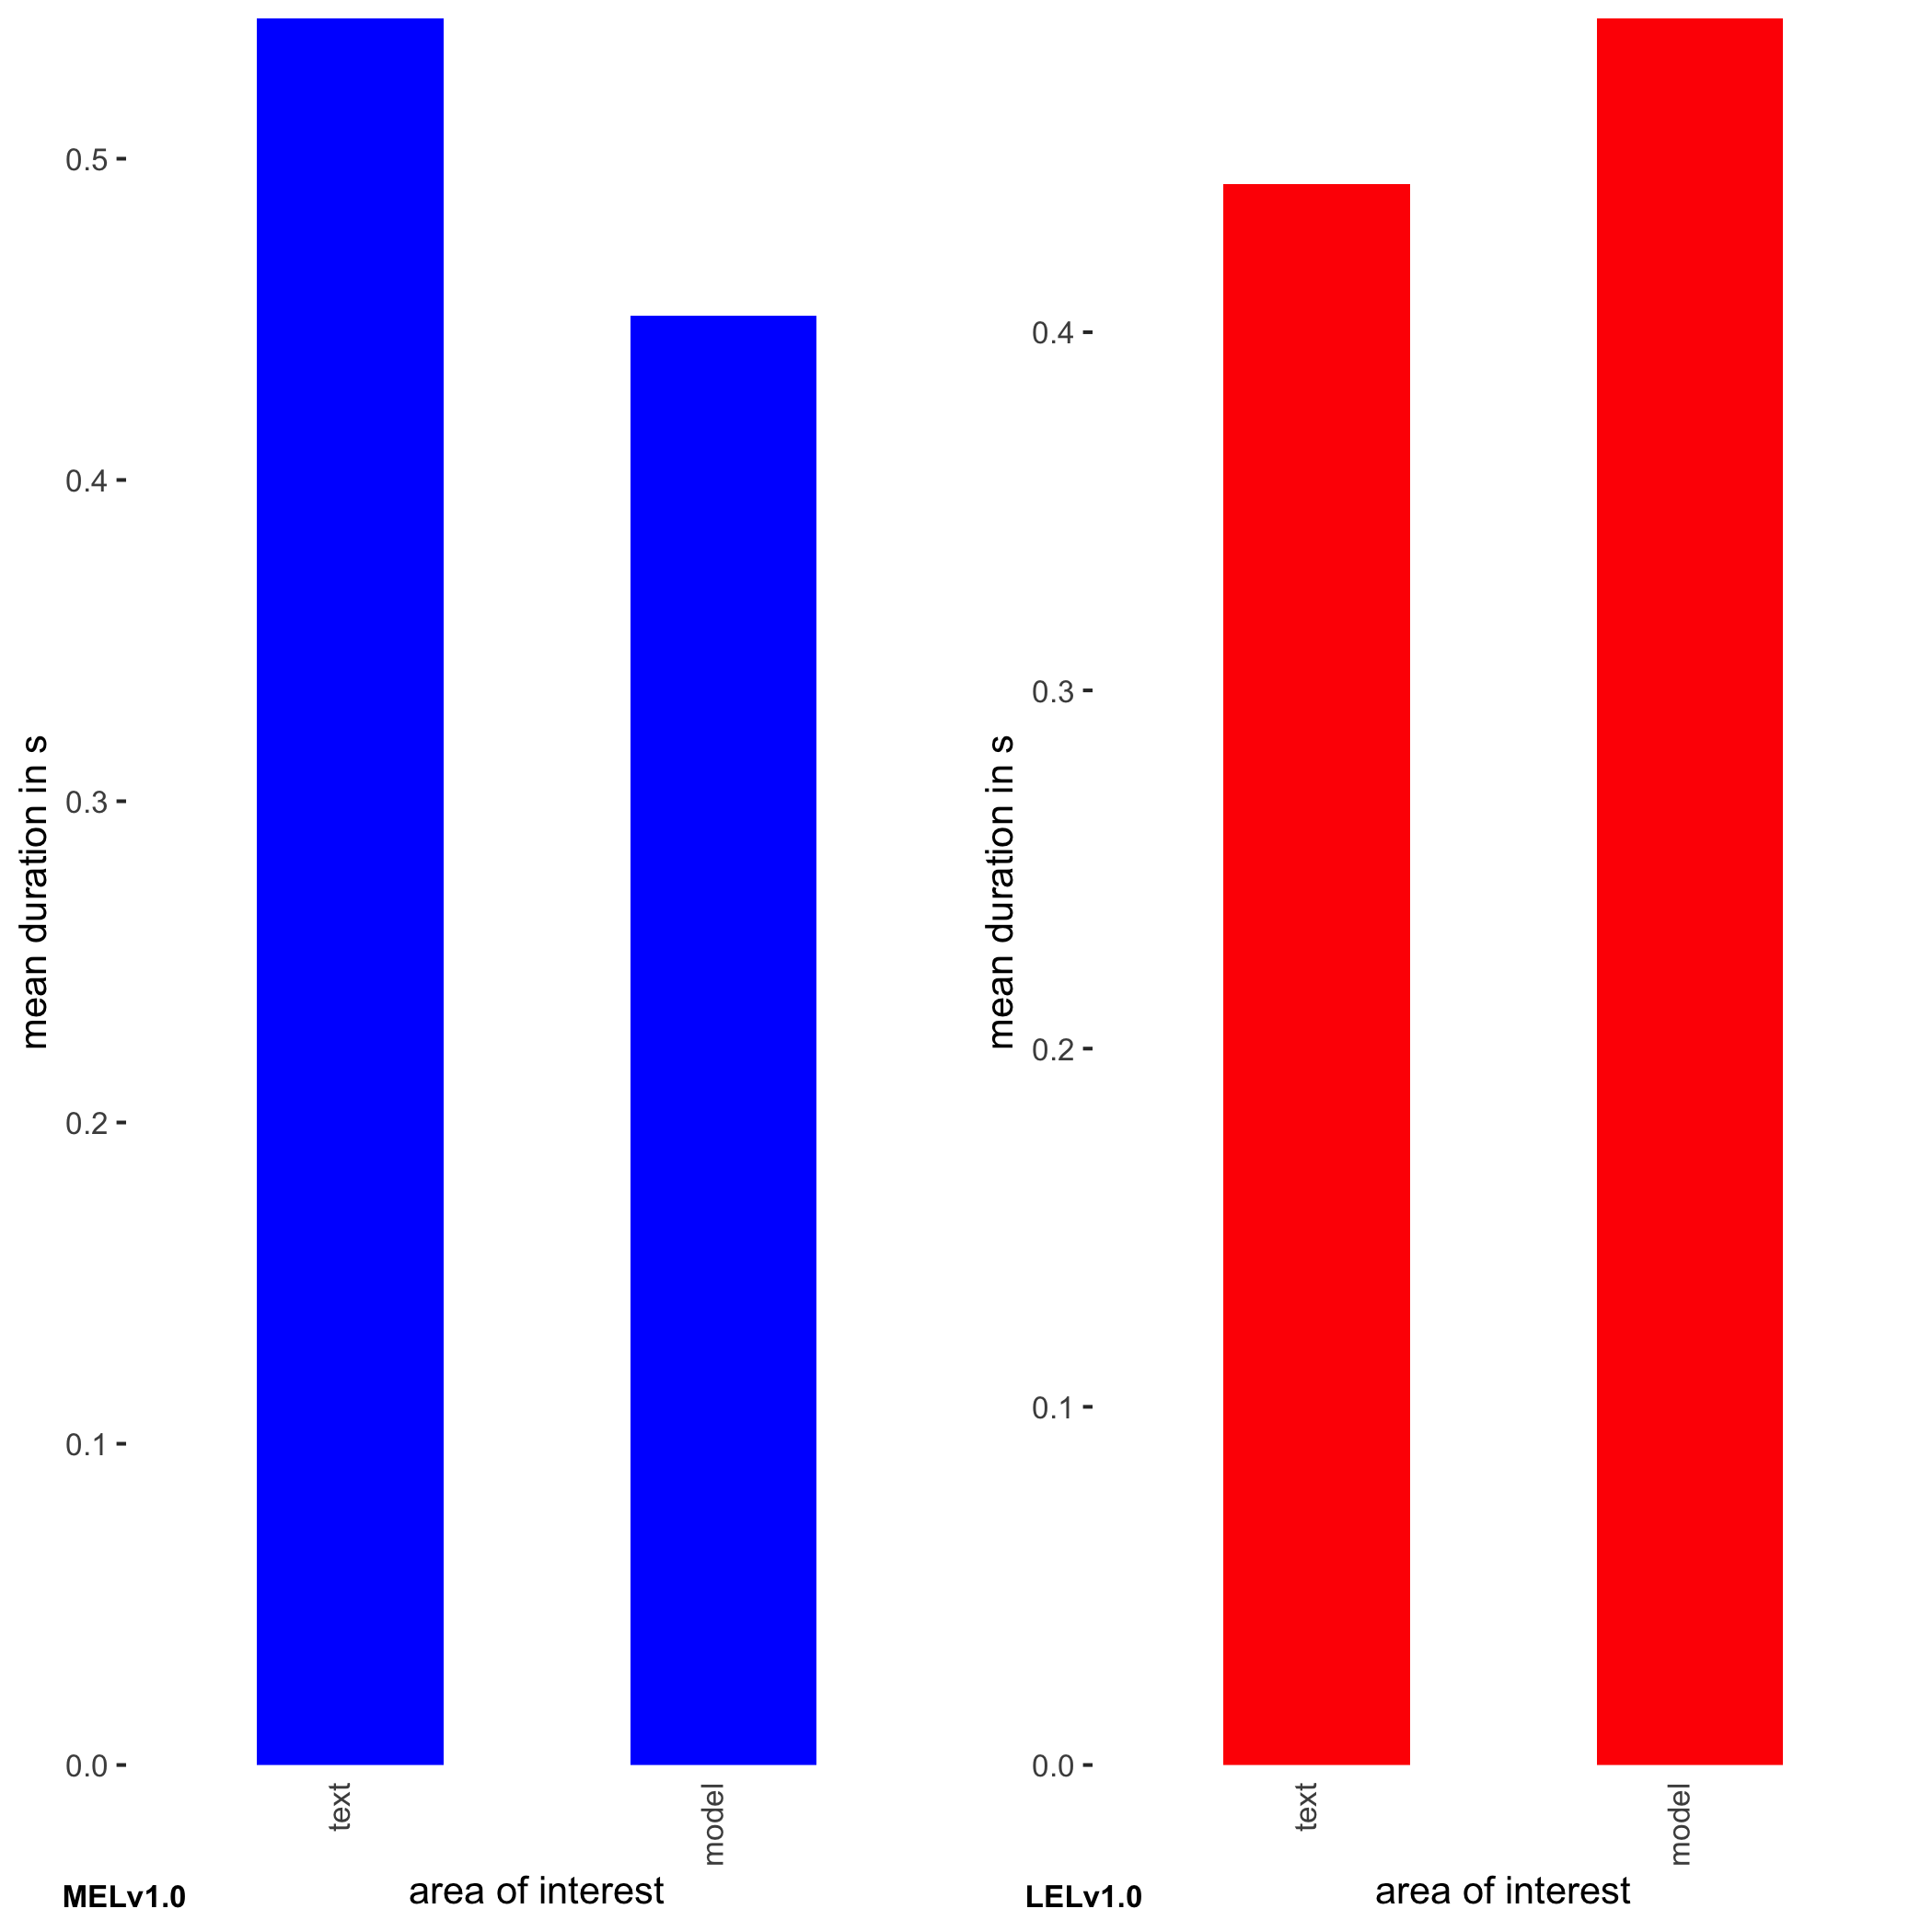 mean duration in s
0.5
0.4
0.3
0.2
0.1
0.0
text
model
area of interest
MELv1.0
mean duration in s
0.4
0.3
0.2
0.1
0.0
text
model
area of interest
LELv1.0